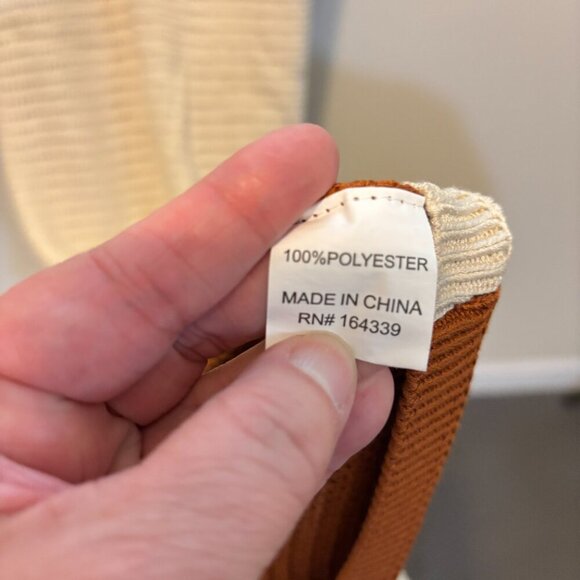 100%POLYESTER
MADE IN CHINA
RN# 164339